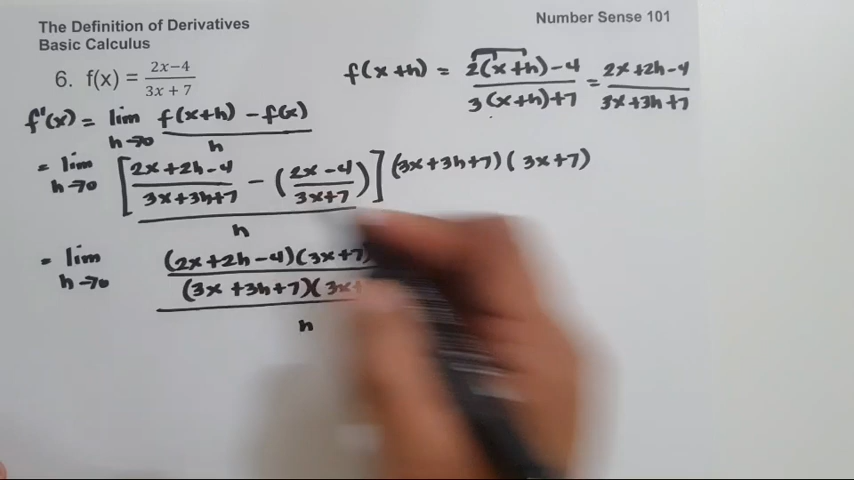 The Definition of Derivatives
Number Sense 101
Basic Calculus
6. f(x) = (2x-4)/(3x+7)
f(x+h) = (2(x+h)-4)/(3(x+h)+7) = (2x+2h-4)/(3x+3h+7)
f'(x) = lim h→0 (f(x+h) - f(x))/h
= lim h→0 [(2x+2h-4)/(3x+3h+7) - ((2x-4)/(3x+7))]/h (3x+3h+7)(3x+7)
= lim h→0 (2x+2h-4)(3x+7)
(3x+3h+7)(3x+
h